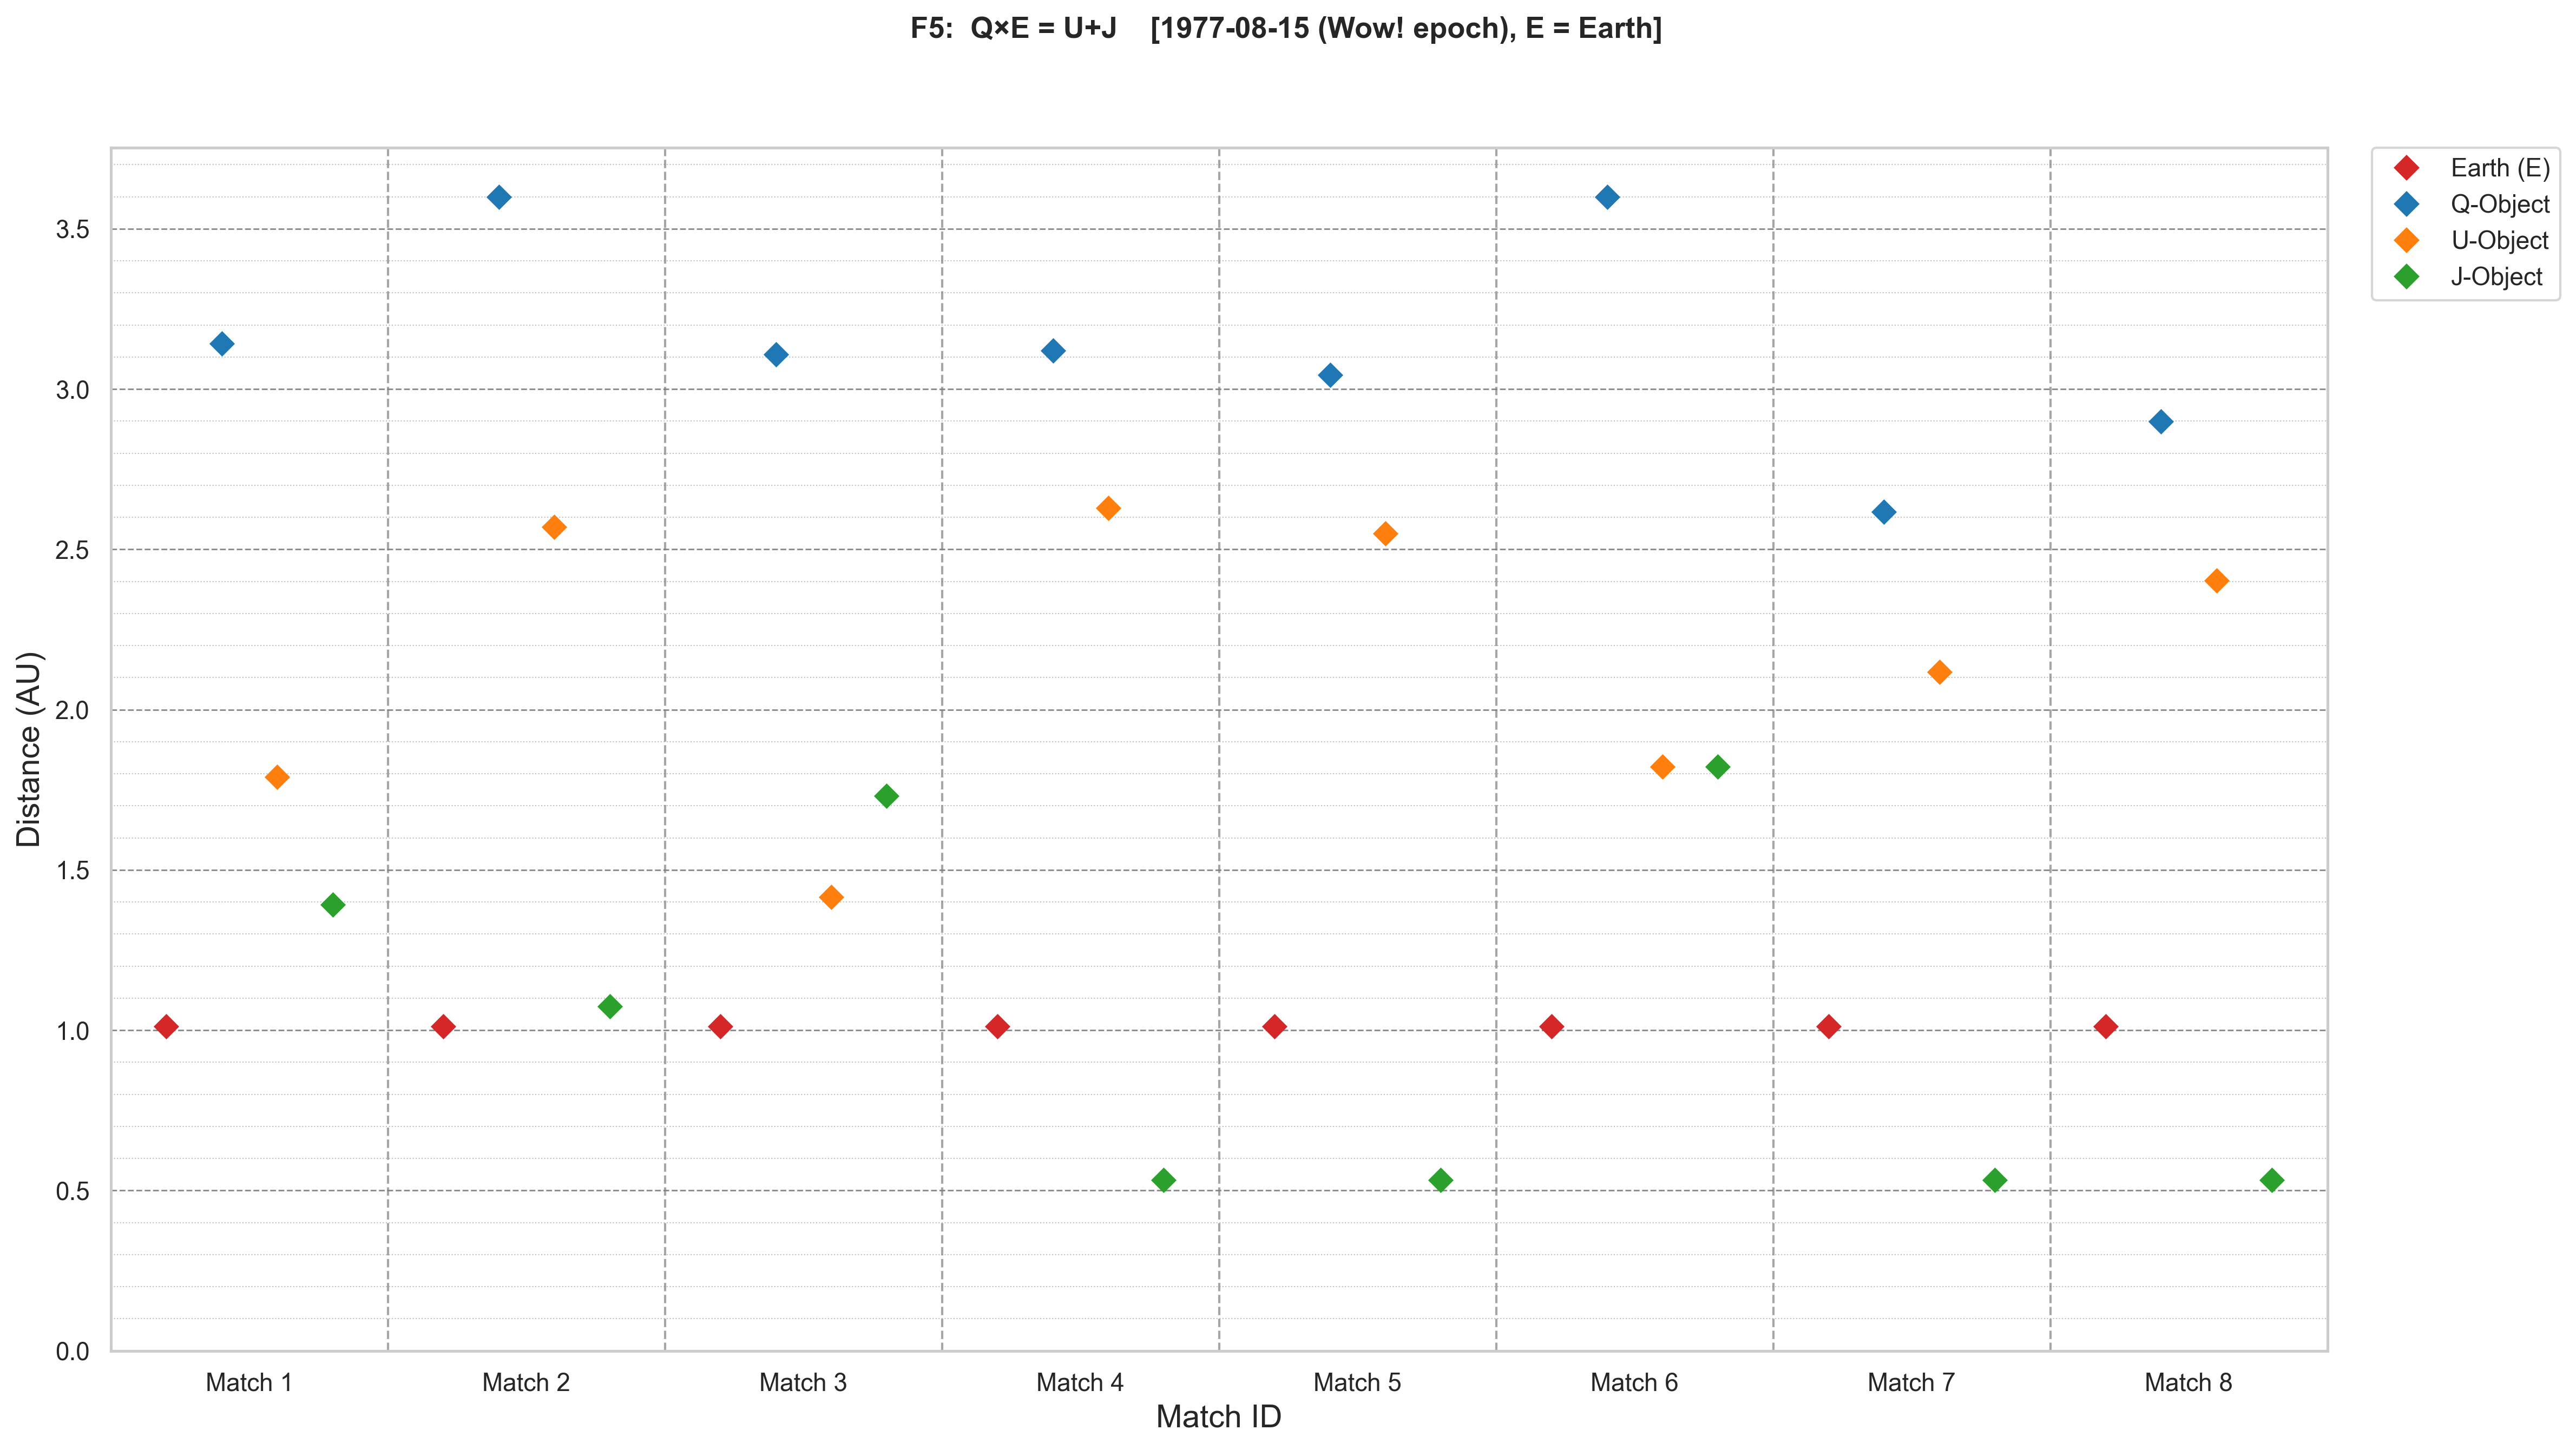 F5:  Q×E = U+J    [1977-08-15 (Wow! epoch), E = Earth]
Earth (E)
Q-Object
U-Object
J-Object
Distance (AU)
3.5
3.0
2.5
2.0
1.5
1.0
0.5
0.0
Match 1
Match 2
Match 3
Match 4
Match 5
Match 6
Match 7
Match 8
Match ID